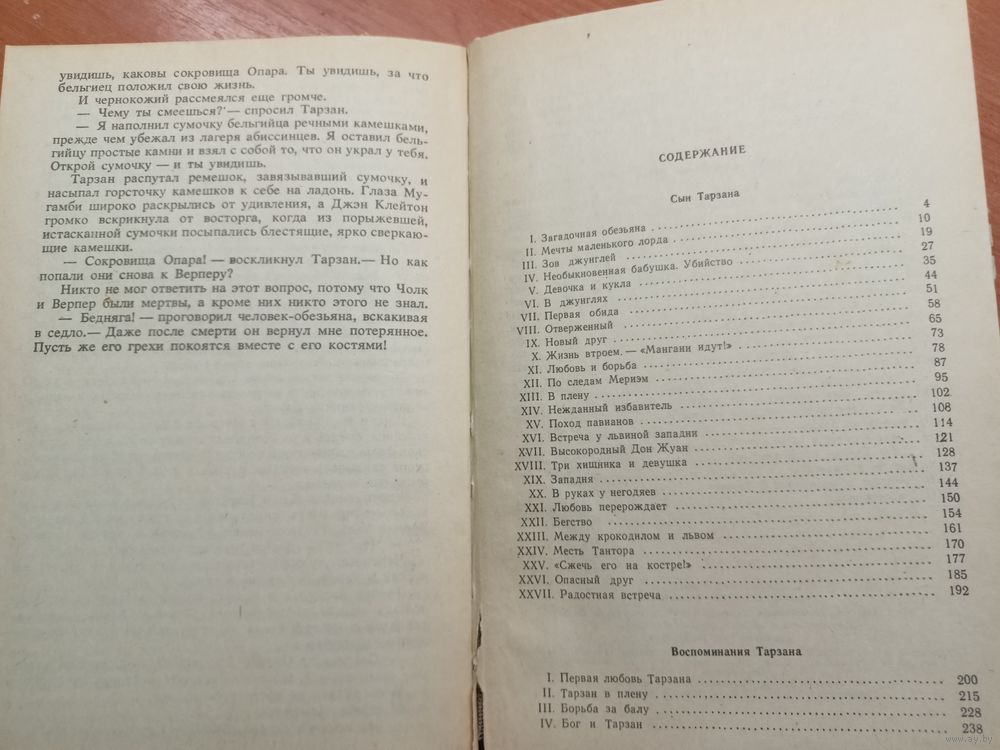 увидишь, каковы сокровища Опара. Ты увидишь, за что
бельгиец положил свою жизнь.
И чернокожий рассмеялся еще громче.
— Чему ты смеешься? — спросил Тарзан.
— Я наполнил сумочку бельгийца речными камешками,
прежде чем убежал из лагеря абиссинцев. Я оставил бель-
гийцу простые камни и взял с собой то, что он украл у тебя.
Открой сумочку — и ты увидишь.
Тарзан распутал ремешок, завязывавший сумочку, и
насыпал горсточку камешков к себе на ладонь. Глаза Му-
гамби широко раскрылись от удивления, а Джэн Клейтон
громко вскрикнула от восторга, когда из порыжевшей,
истасканной сумочки посыпались блестящие, ярко сверкаю-
щие камешки.
— Сокровища Опара! — воскликнул Тарзан.— Но как
попали они снова к Верперу?
Никто не мог ответить на этот вопрос, потому что Чолк
и Верпер были мертвы, а кроме них никто этого не знал.
— Бедняга! — проговорил человек-обезьяна, вскакивая
в седло.— Даже после смерти он вернул мне потерянное.
Пусть же его грехи покоятся вместе с его костями!
СОДЕРЖАНИЕ
Сын Тарзана
I. Загадочная обезьяна 4
II. Мечты маленького лорда 10
III. Зов джунглей 19
IV. Необыкновенная бабушка. Убийство 27
V. Девочка и кукла 35
VI. В джунглях 44
VII. Первая обида 51
VIII. Отверженный 58
IX. Новый друг 65
X. Жизнь втроем. — «Мангани идут!» 73
XI. Любовь и борьба 78
XII. По следам Мериэм 87
XIII. В плену 95
XIV. Нежданный избавитель 102
XV. Поход павианов 108
XVI. Встреча у львиной западни 114
XVII. Высокородный Дон Жуан 121
XVIII. Три хищника и девушка 128
XIX. Западня 137
XX. В руках у негодяев 144
XXI. Любовь перерождает 150
XXII. Бегство 154
XXIII. Между крокодилом и львом 161
XXIV. Месть Тантора 170
XXV. «Сжечь его на костре!» 177
XXVI. Опасный друг 185
XXVII. Радостная встреча 192
Воспоминания Тарзана
I. Первая любовь Тарзана 200
II. Тарзан в плену 215
III. Борьба за балу 228
IV. Бог и Тарзан 238
www.ay.by